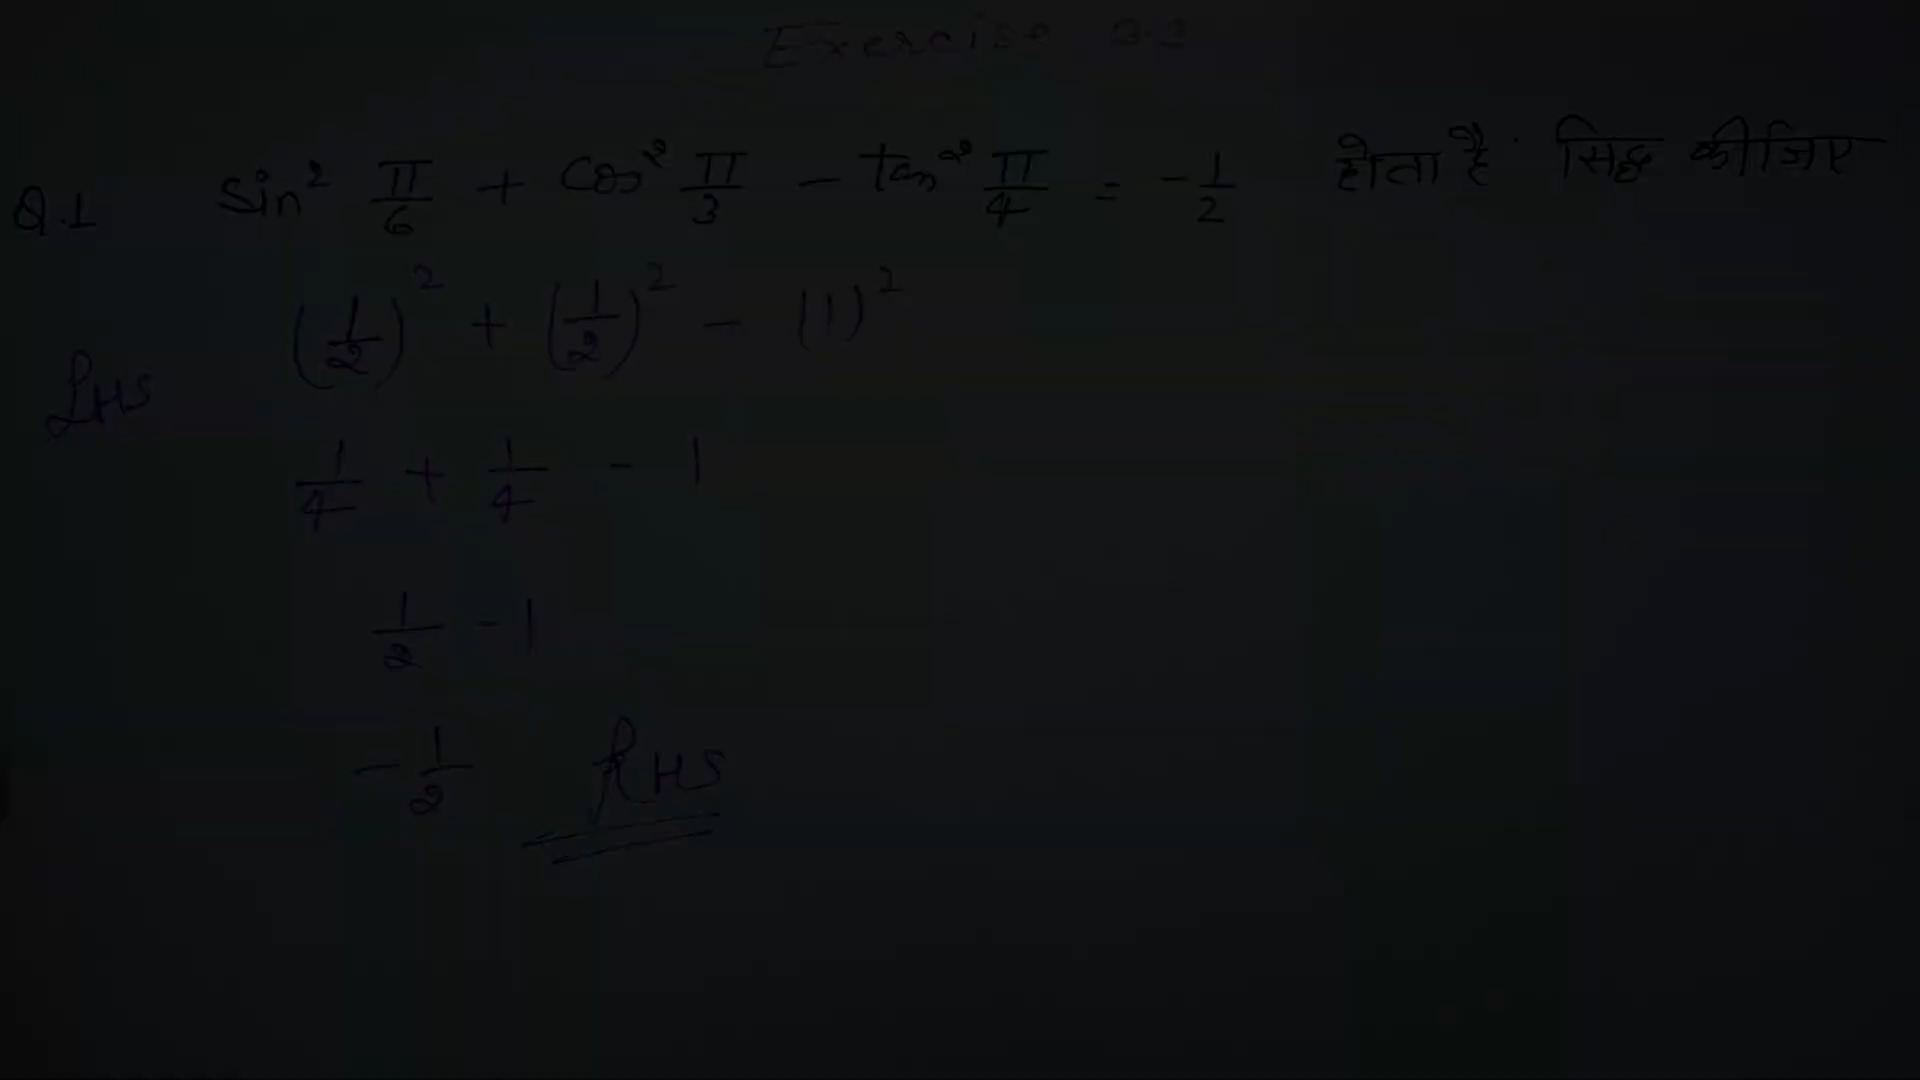 Exercise 3.3
Q.1 sin² π/6 + cos² π/3 - tan² π/4 = -1/2 होता है सिद्ध कीजिए
(1/2)² + (1/2)² - (1)²
LHS
1/4 + 1/4 - 1
1/2 - 1
-1/2 RHS